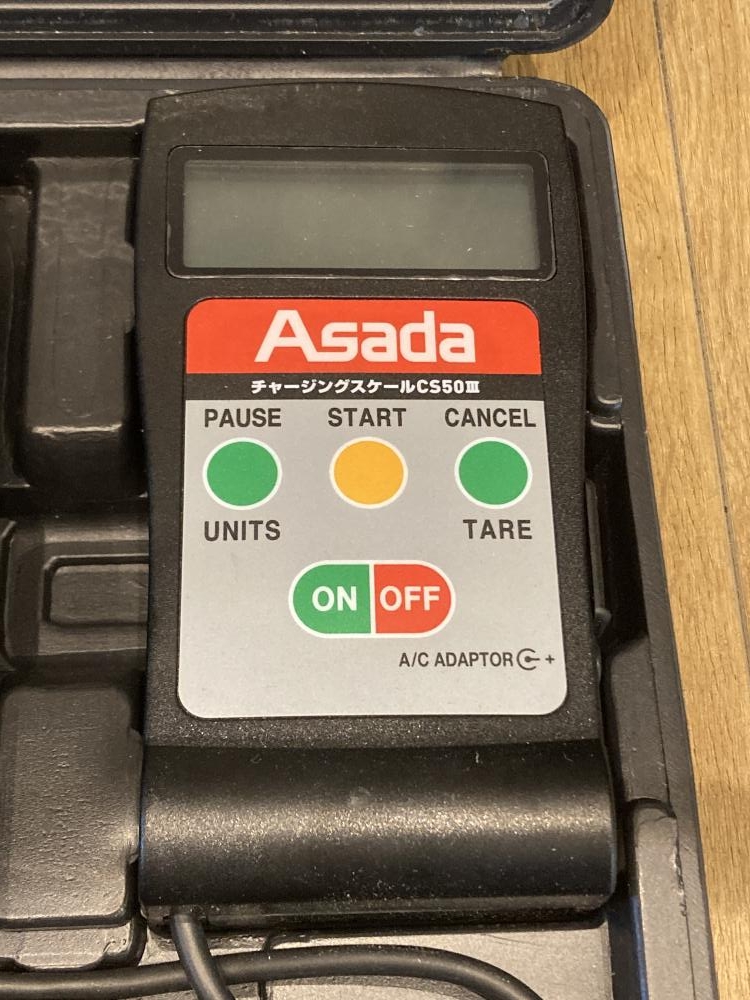 Asada
チャージングスケールCS50Ⅲ
PAUSE START CANCEL
UNITS TARE
ON OFF
A/C ADAPTOR +